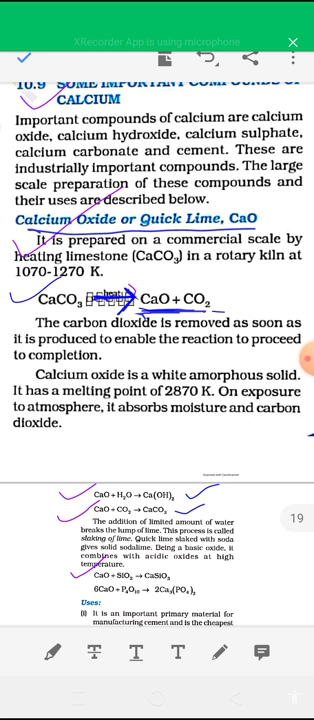 XRecorder App is using microphone
10.9 SOME IMPORTANT COMPOUNDS OF
CALCIUM
Important compounds of calcium are calcium
oxide, calcium hydroxide, calcium sulphate,
calcium carbonate and cement. These are
industrially important compounds. The large
scale preparation of these compounds and
their uses are described below.
Calcium Oxide or Quick Lime, CaO
It is prepared on a commercial scale by
heating limestone (CaCO₃) in a rotary kiln at
1070-1270 K.
CaCO₃ heat CaO + CO₂
The carbon dioxide is removed as soon as
it is produced to enable the reaction to proceed
to completion.
Calcium oxide is a white amorphous solid.
It has a melting point of 2870 K. On exposure
to atmosphere, it absorbs moisture and carbon
dioxide.
Scanned with CamScanner
CaO + H₂O → Ca(OH)₂
CaO + CO₂ → CaCO₃
19
The addition of limited amount of water
breaks the lump of lime. This process is called
slaking of lime. Quick lime slaked with soda
gives solid sodalime. Being a basic oxide, it
combines with acidic oxides at high
temperature.
CaO + SiO₂ → CaSiO₃
6CaO + P₄O₁₀ → 2Ca₃(PO₄)₂
Uses:
(i) It is an important primary material for
manufacturing cement and is the cheapest